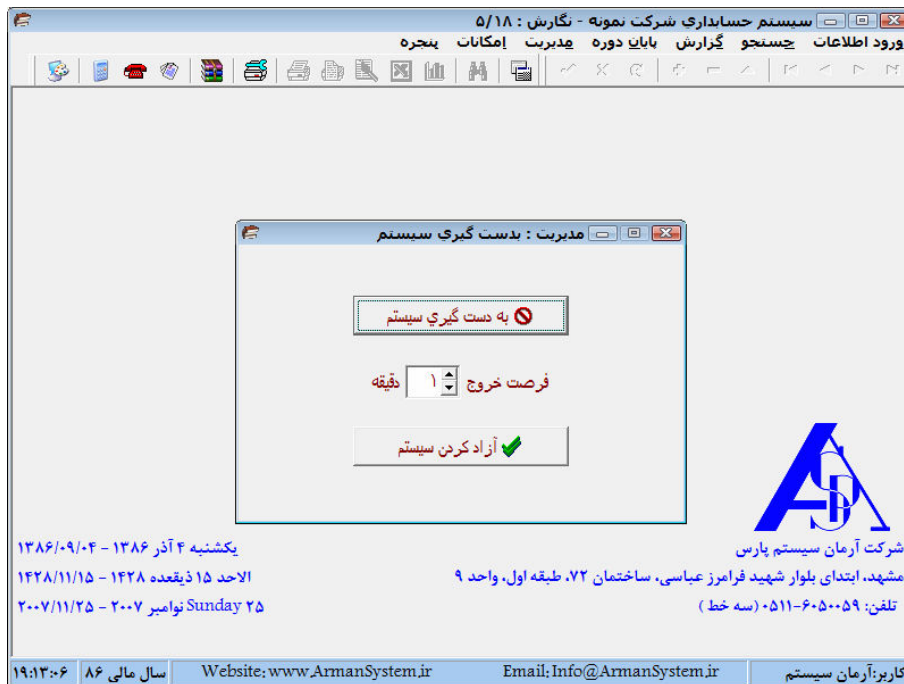 سیستم حسابداری شرکت نمونه - نگارش : ۵/۱۸
ورود اطلاعات جستجو گزارش پایان دوره مدیریت امکانات پنجره
مدیریت : بدست گیري سیستم
به دست گیري سیستم
فرصت خروج ۱ دقیقه
آزاد کردن سیستم
ASP
شرکت آرمان سیستم پارس
یکشنبه ۴ آذر ۱۳۸۶ - ۱۳۸۶/۰۹/۰۴
مشهد، ابتدای بلوار شهید فرامرز عباسی، ساختمان ۷۲، طبقه اول، واحد ۹
الاحد ۱۵ ذیقعده ۱۴۲۸ - ۱۴۲۸/۱۱/۱۵
تلفن: ۶۰۵۰۰۵۹-۰۵۱۱ (سه خط)
Sunday ۲۵ نوامبر ۲۰۰۷ - ۲۰۰۷/۱۱/۲۵
کاربر:آرمان سیستم
Email:Info@ArmanSystem.ir
Website:www.ArmanSystem.ir
سال مالی ۸۶
۱۹:۱۳:۰۶